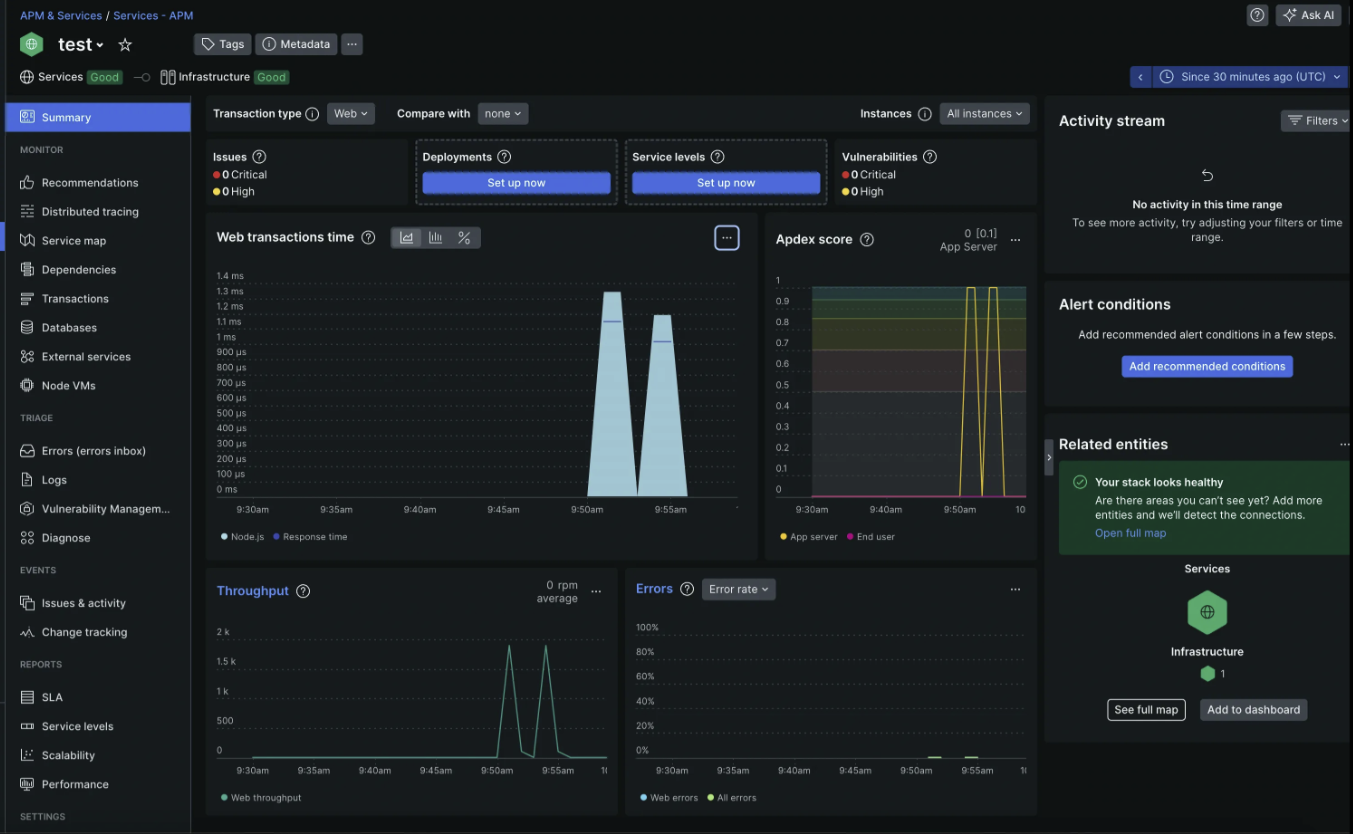 APM & Services / Services - APM
Ask AI
test
Tags
Metadata
Services Good
Infrastructure Good
Since 30 minutes ago (UTC)
Summary
MONITOR
Recommendations
Distributed tracing
Service map
Dependencies
Transactions
Databases
External services
Node VMs
TRIAGE
Errors (errors inbox)
Logs
Vulnerability Managem...
Diagnose
EVENTS
Issues & activity
Change tracking
REPORTS
SLA
Service levels
Scalability
Performance
SETTINGS
Transaction type Web Compare with none
Instances All instances
Issues
0 Critical
0 High
Deployments
Set up now
Service levels
Set up now
Vulnerabilities
0 Critical
0 High
Web transactions time
1.4 ms
1.3 ms
1.2 ms
1.1 ms
1 ms
900 µs
800 µs
700 µs
600 µs
500 µs
400 µs
300 µs
200 µs
100 µs
0 ms
9:30am 9:35am 9:40am 9:45am 9:50am 9:55am
Node.js Response time
Apdex score
0 [0.1]
App Server
1
0.9
0.8
0.7
0.6
0.5
0.4
0.3
0.2
0.1
0
9:30am 9:40am 9:50am 10
App server End user
Throughput
0 rpm
average
2 k
1.5 k
1 k
500
0
9:30am 9:35am 9:40am 9:45am 9:50am 9:55am 10
Web throughput
Errors Error rate
100%
80%
60%
40%
20%
0%
9:30am 9:35am 9:40am 9:45am 9:50am 9:55am 10
Web errors All errors
Activity stream
Filters
No activity in this time range
To see more activity, try adjusting your filters or time
range.
Alert conditions
Add recommended alert conditions in a few steps.
Add recommended conditions
Related entities
Your stack looks healthy
Are there areas you can't see yet? Add more
entities and we'll detect the connections.
Open full map
Services
Infrastructure
1
See full map
Add to dashboard